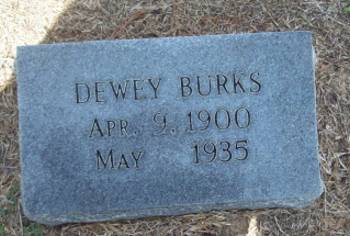 DEWEY BURKS
APR. 9, 1900
MAY 1935